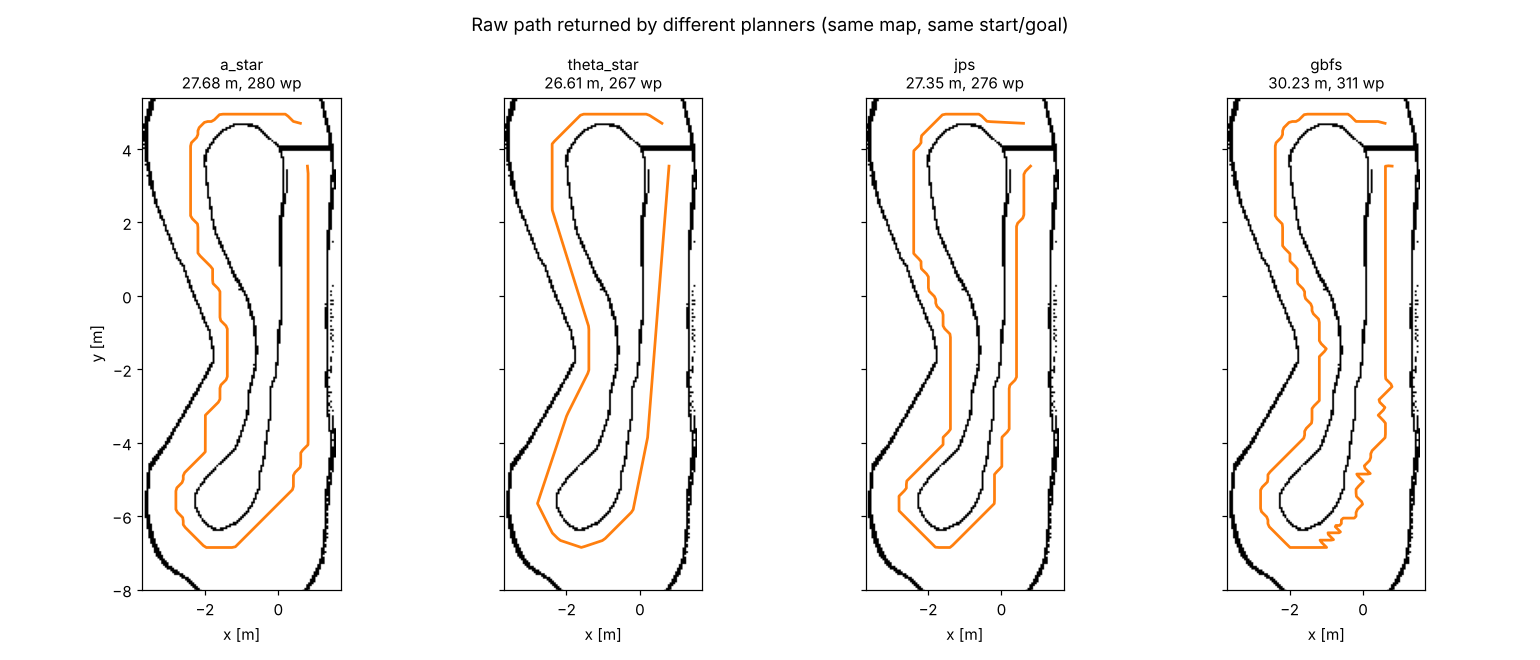 Raw path returned by different planners (same map, same start/goal)
a_star
27.68 m, 280 wp
theta_star
26.61 m, 267 wp
jps
27.35 m, 276 wp
gbfs
30.23 m, 311 wp
y [m]
4
2
0
−2
−4
−6
−8
−2 0
−2 0
−2 0
−2 0
x [m]
x [m]
x [m]
x [m]